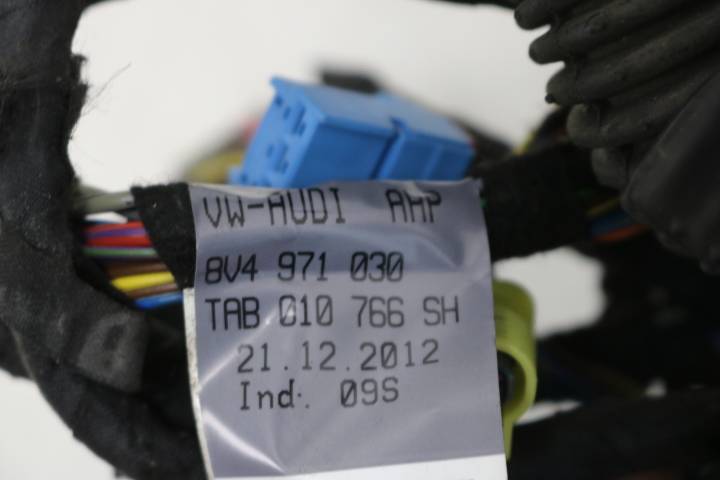 VW-AUDI AHP
8V4 971 030
TAB 010 766 SH
21.12.2012
Ind. 09S